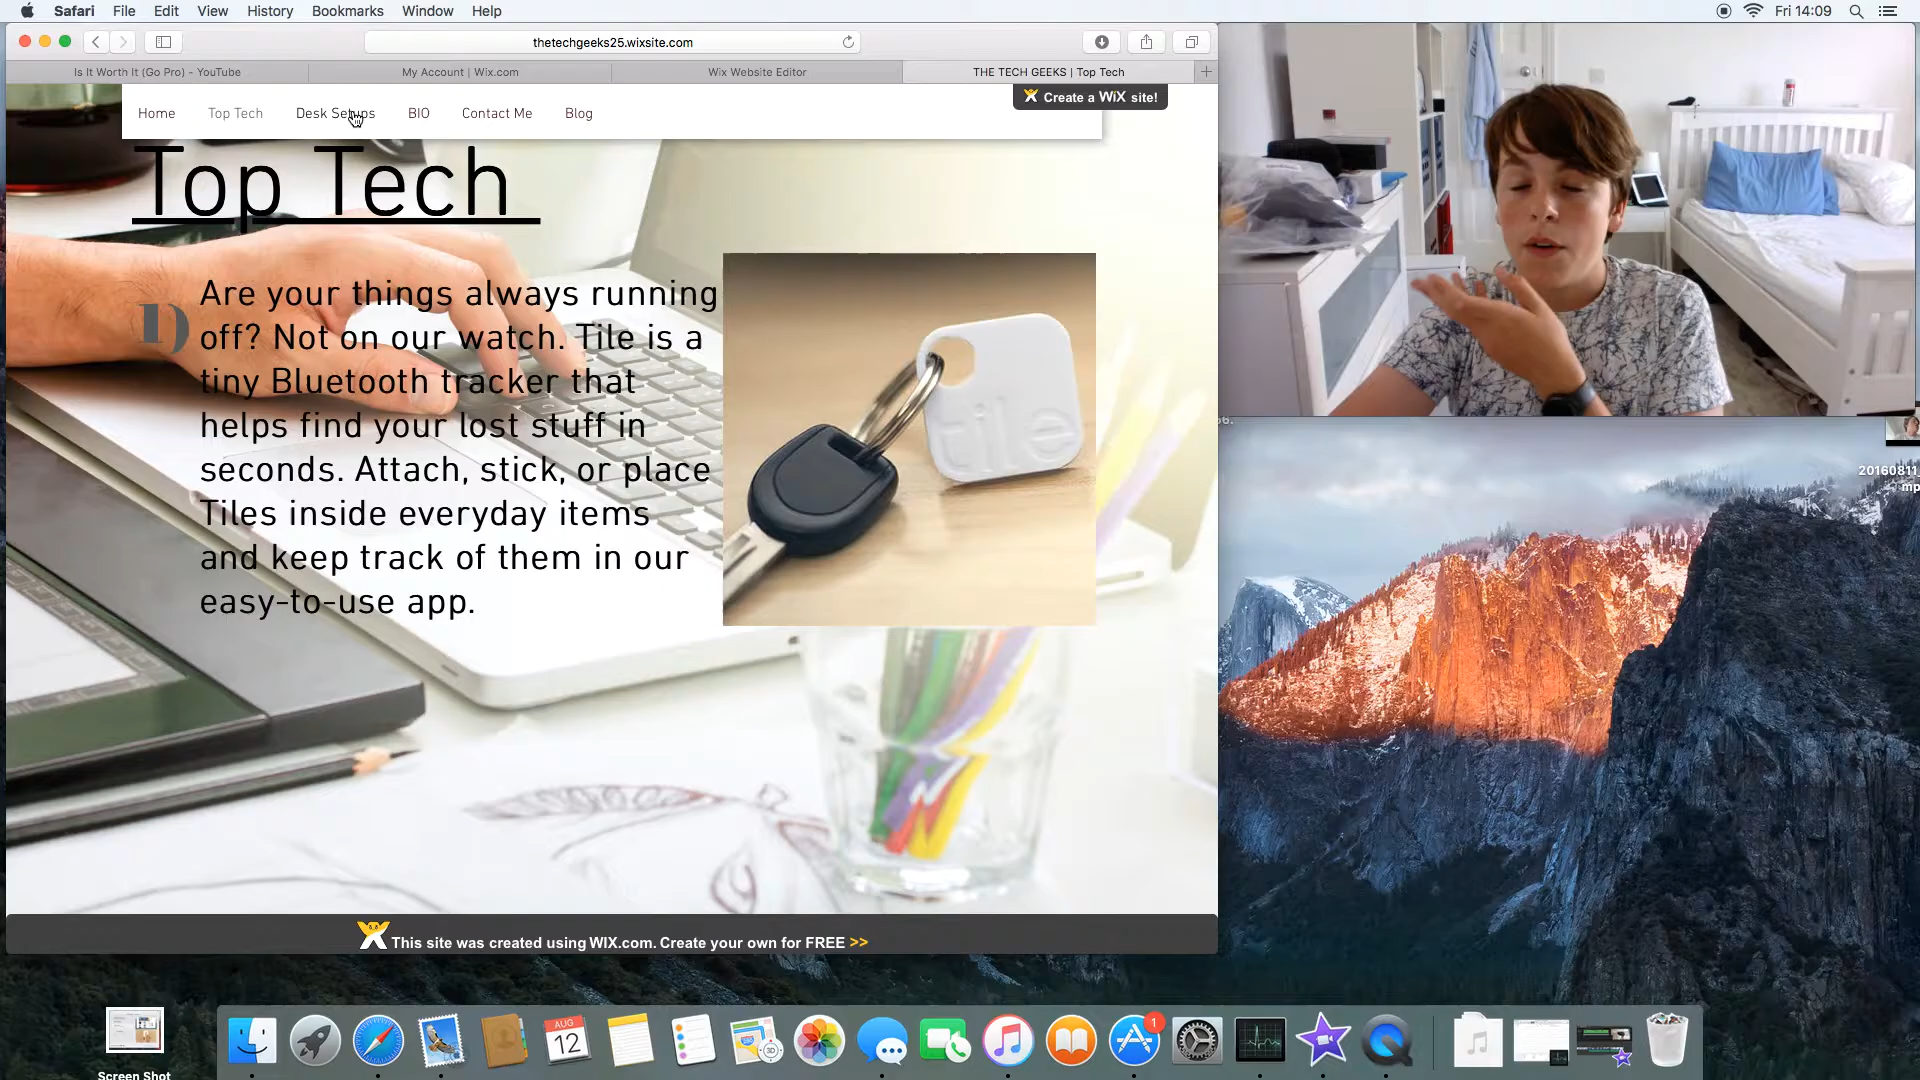 Safari File Edit View History Bookmarks Window Help Fri 14:09
thetechgeeks25.wixsite.com
Is It Worth It (Go Pro) - YouTube My Account | Wix.com Wix Website Editor THE TECH GEEKS | Top Tech
Home Top Tech Desk Setups BIO Contact Me Blog
Create a WiX site!
Top Tech
1)
Are your things always running
off? Not on our watch. Tile is a
tiny Bluetooth tracker that
helps find your lost stuff in
seconds. Attach, stick, or place
Tiles inside everyday items
and keep track of them in our
easy-to-use app.
tile
This site was created using WIX.com. Create your own for FREE >>
20160811
mp
AUG
12
3D
1
Screen Shot